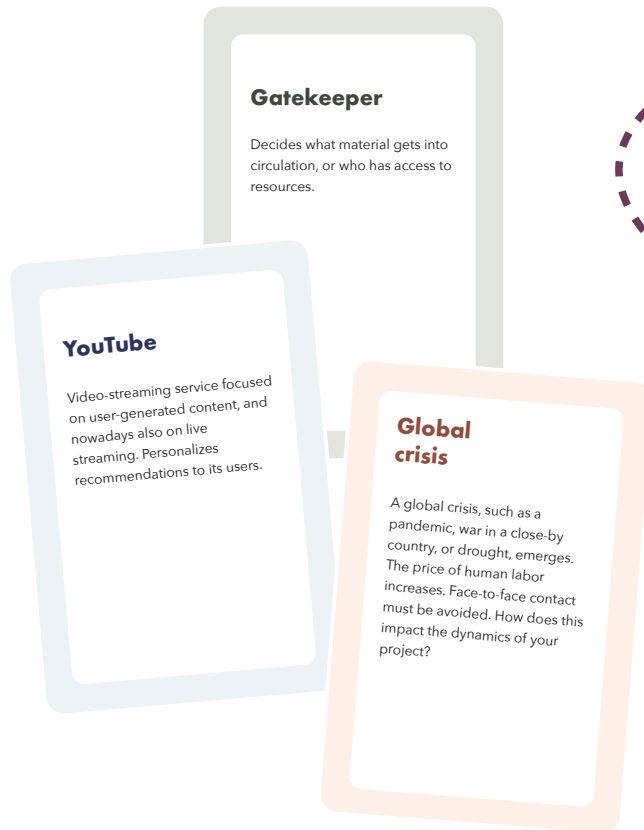 Gatekeeper
Decides what material gets into
circulation, or who has access to
resources.
YouTube
Video-streaming service focused
on user-generated content, and
nowadays also on live
streaming. Personalizes
recommendations to its users.
Global
crisis
A global crisis, such as a
pandemic, war in a close-by
country, or drought, emerges.
The price of human labor
increases. Face-to-face contact
must be avoided. How does this
impact the dynamics of your
project?